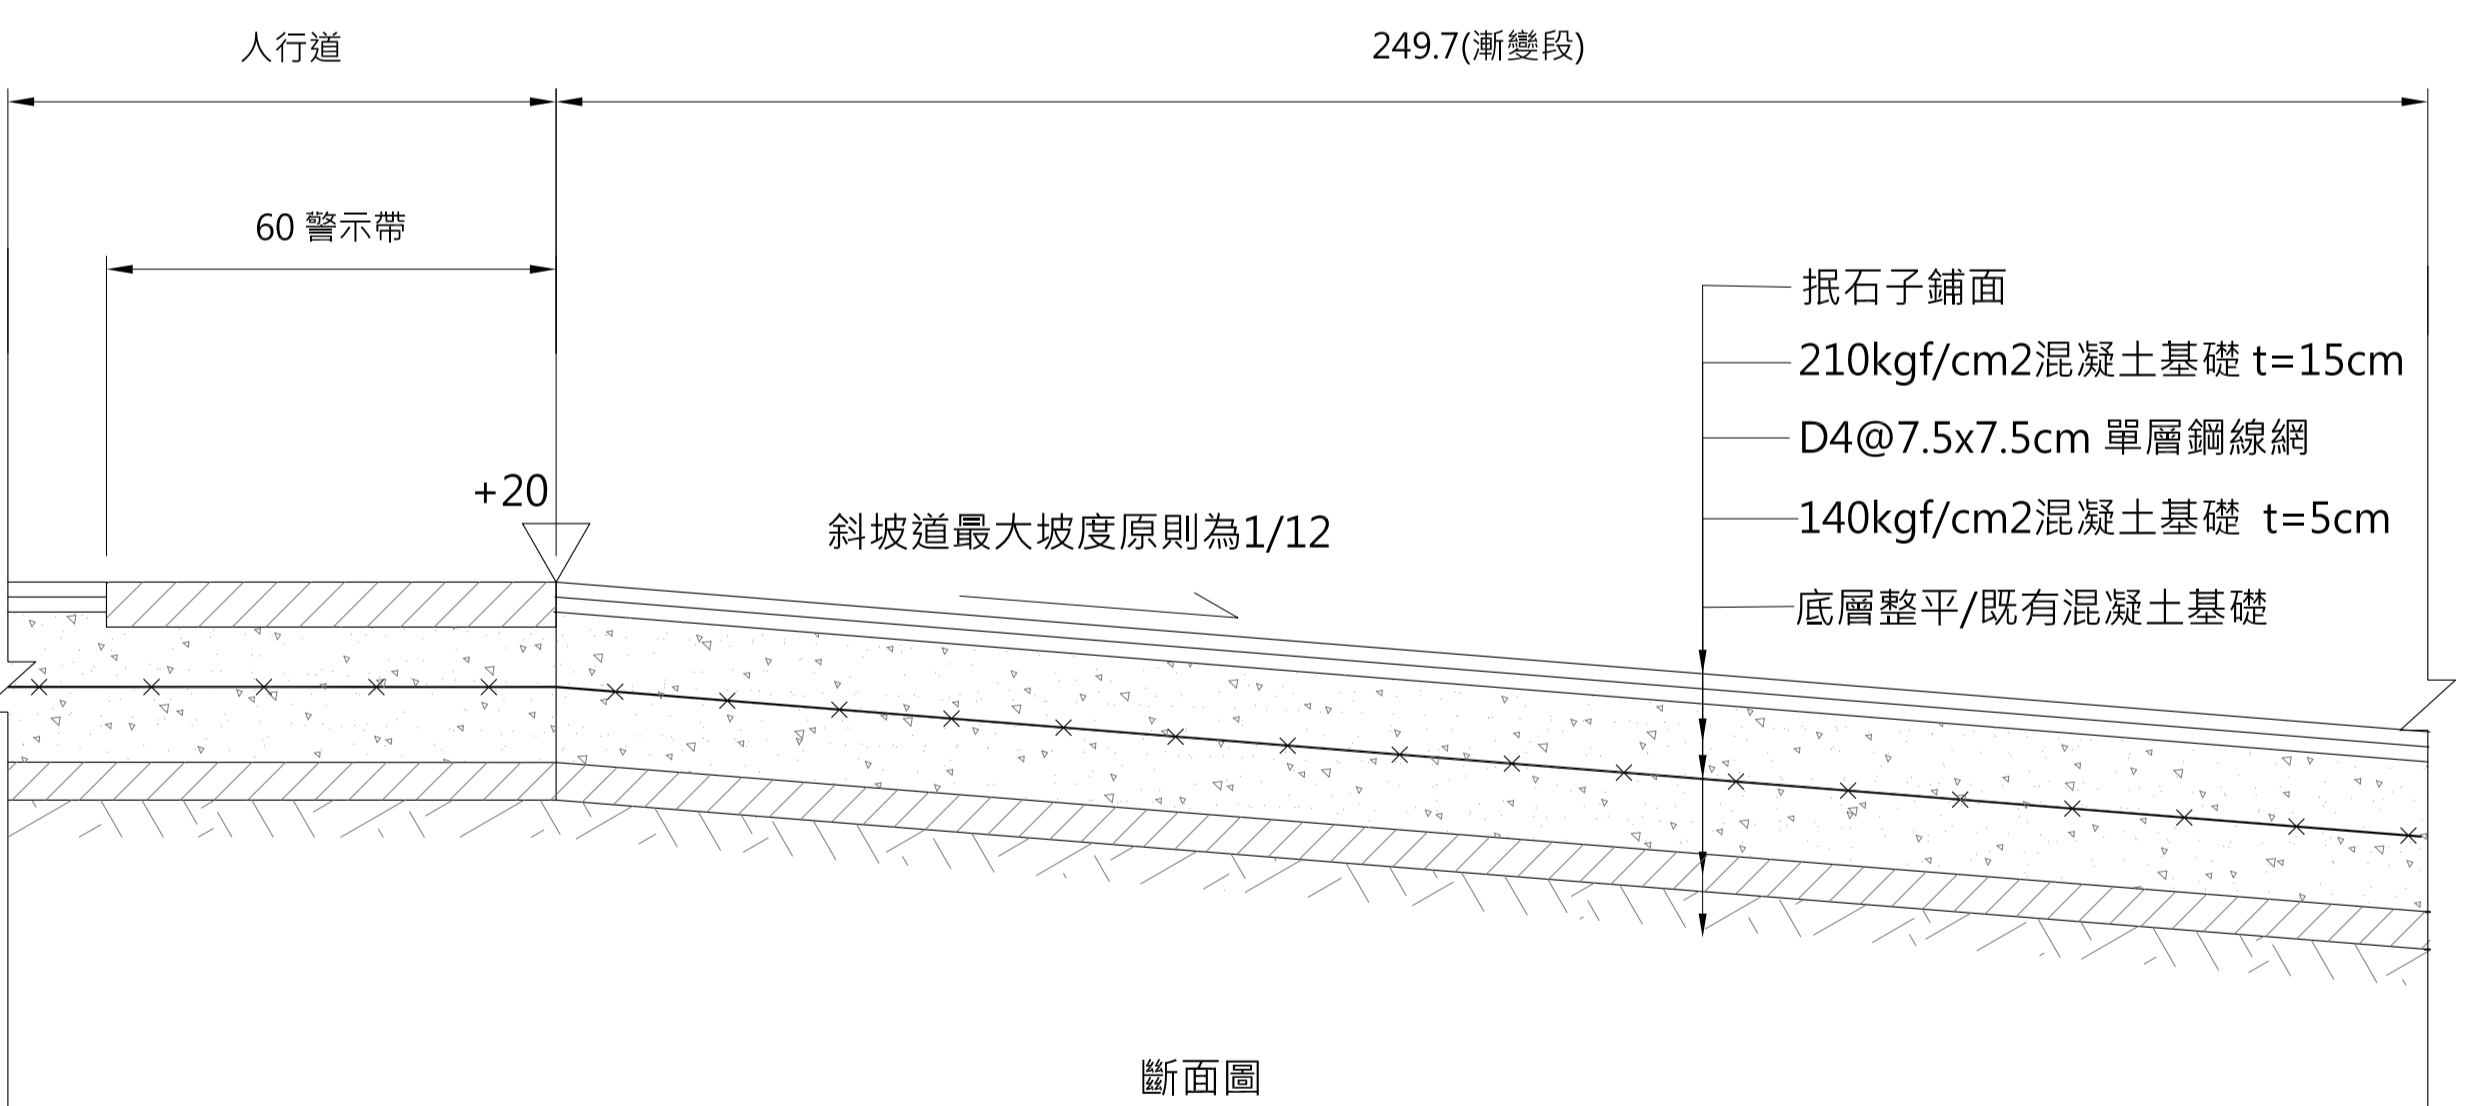 人行道
249.7(漸變段)
60 警示帶
抿石子鋪面
210kgf/cm2混凝土基礎 t=15cm
D4@7.5x7.5cm 單層鋼線網
+20
斜坡道最大坡度原則為1/12
140kgf/cm2混凝土基礎 t=5cm
底層整平/既有混凝土基礎
斷面圖